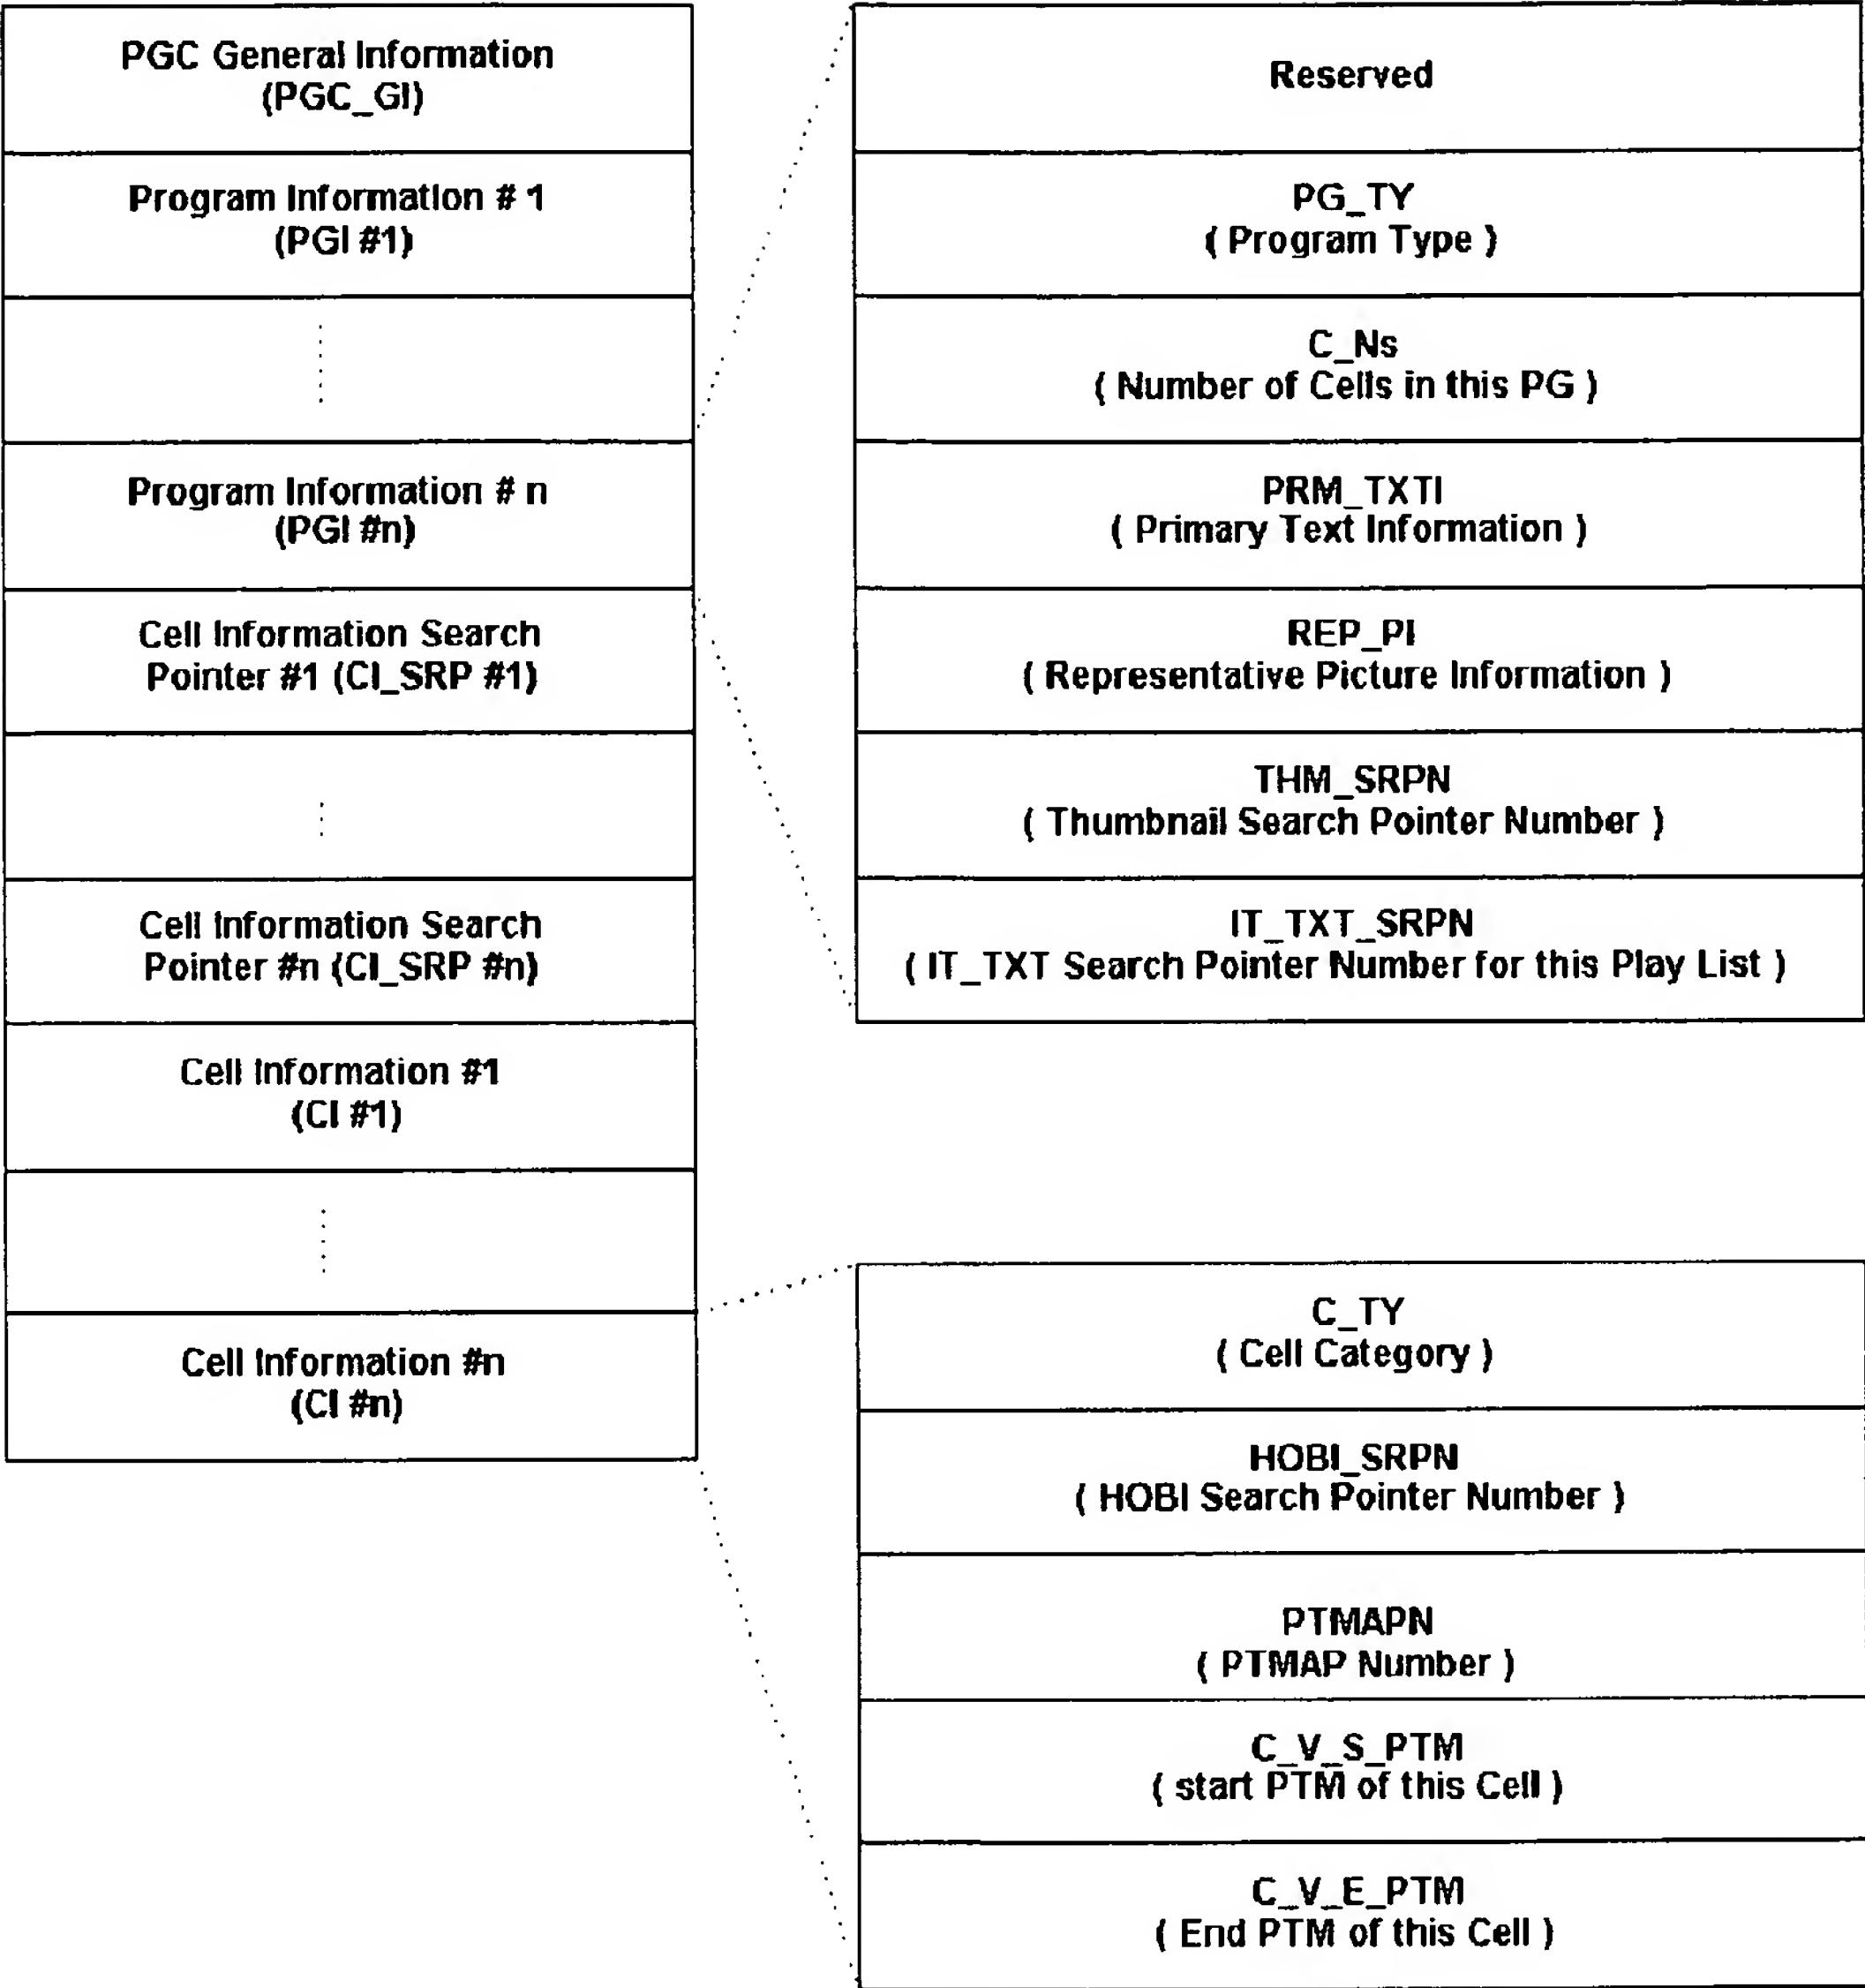 PGC General Information
(PGC_GI)
Program Information # 1
(PGI #1)
Program Information # n
(PGI #n)
Cell Information Search
Pointer #1 (CI_SRP #1)
Cell Information Search
Pointer #n (CI_SRP #n)
Cell Information #1
(CI #1)
Cell Information #n
(CI #n)
Reserved
PG_TY
( Program Type )
C_Ns
( Number of Cells in this PG )
PRM_TXTI
( Primary Text Information )
REP_PI
( Representative Picture Information )
THM_SRPN
( Thumbnail Search Pointer Number )
IT_TXT_SRPN
( IT_TXT Search Pointer Number for this Play List )
C_TY
( Cell Category )
HOBI_SRPN
( HOBI Search Pointer Number )
PTMAPN
( PTMAP Number )
C_V_S_PTM
( start PTM of this Cell )
C_V_E_PTM
( End PTM of this Cell )